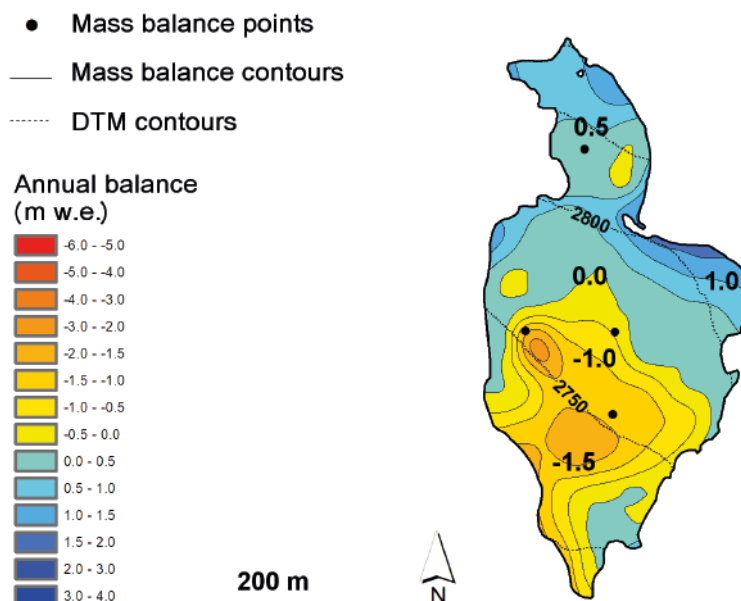 Mass balance points
Mass balance contours
DTM contours
Annual balance
(m w.e.)
-6.0 - -5.0
-5.0 - -4.0
-4.0 - -3.0
-3.0 - -2.0
-2.0 - -1.5
-1.5 - -1.0
-1.0 - -0.5
-0.5 - 0.0
0.0 - 0.5
0.5 - 1.0
1.0 - 1.5
1.5 - 2.0
2.0 - 3.0
3.0 - 4.0
200 m
N
0.5
2800
0.0
1.0
-1.0
2750
-1.5